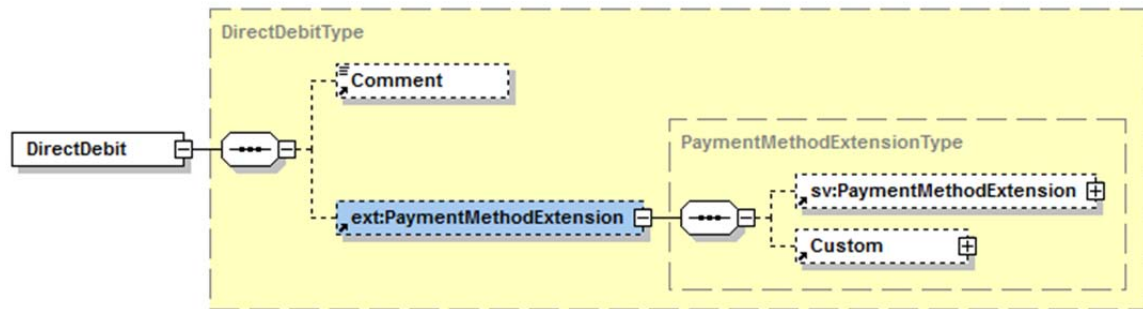 DirectDebitType
Comment
DirectDebit
PaymentMethodExtensionType
sv:PaymentMethodExtension
ext:PaymentMethodExtension
Custom